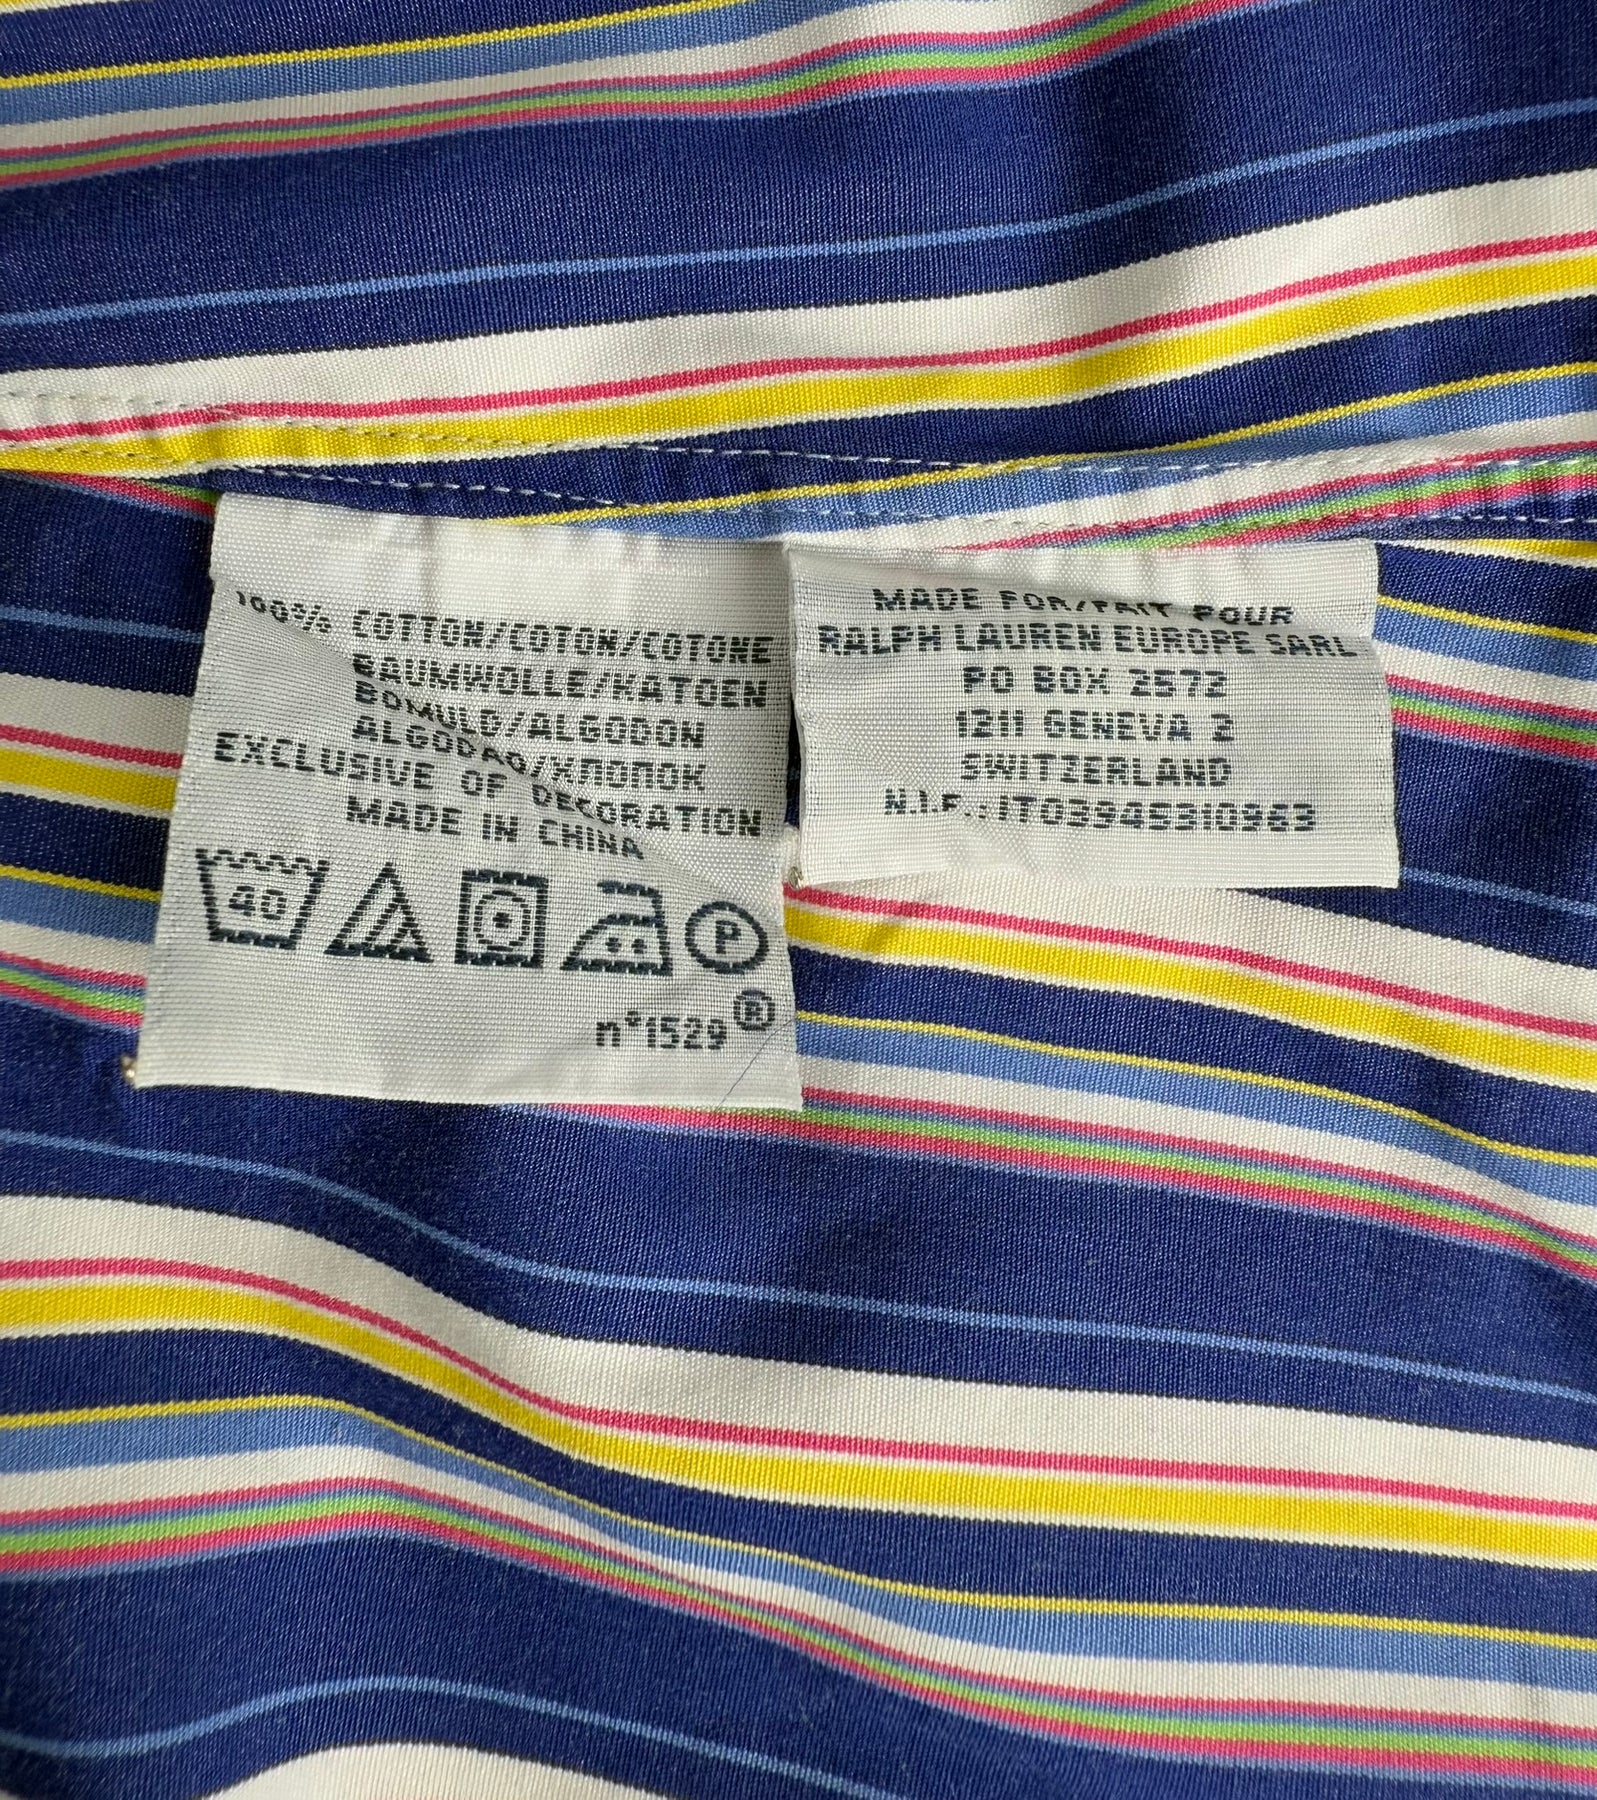 100% COTTON/COTON/COTONE
BAUMWOLLE/KATOEN
BOMULD/ALGODON
ALGODAO/ХЛОПОК
EXCLUSIVE OF DECORATION
MADE IN CHINA
40
P
n°1529 ®
MADE FOR/FAIT POUR
RALPH LAUREN EUROPE SARL
PO BOX 2572
1211 GENEVA 2
SWITZERLAND
N.I.F.: IT03945310963